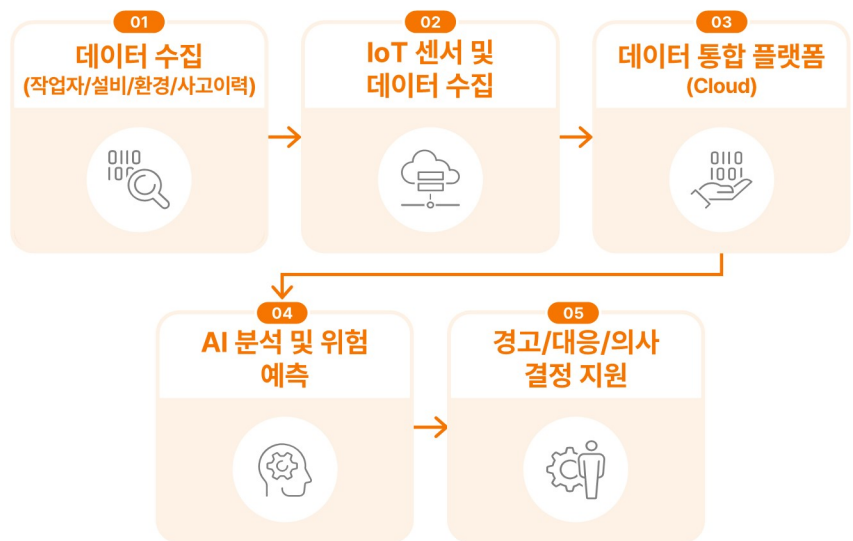 01
데이터 수집
(작업자/설비/환경/사고이력)
0110
100
02
IoT 센서 및
데이터 수집
03
데이터 통합 플랫폼
(Cloud)
0110
1001
04
AI 분석 및 위험
예측
05
경고/대응/의사
결정 지원